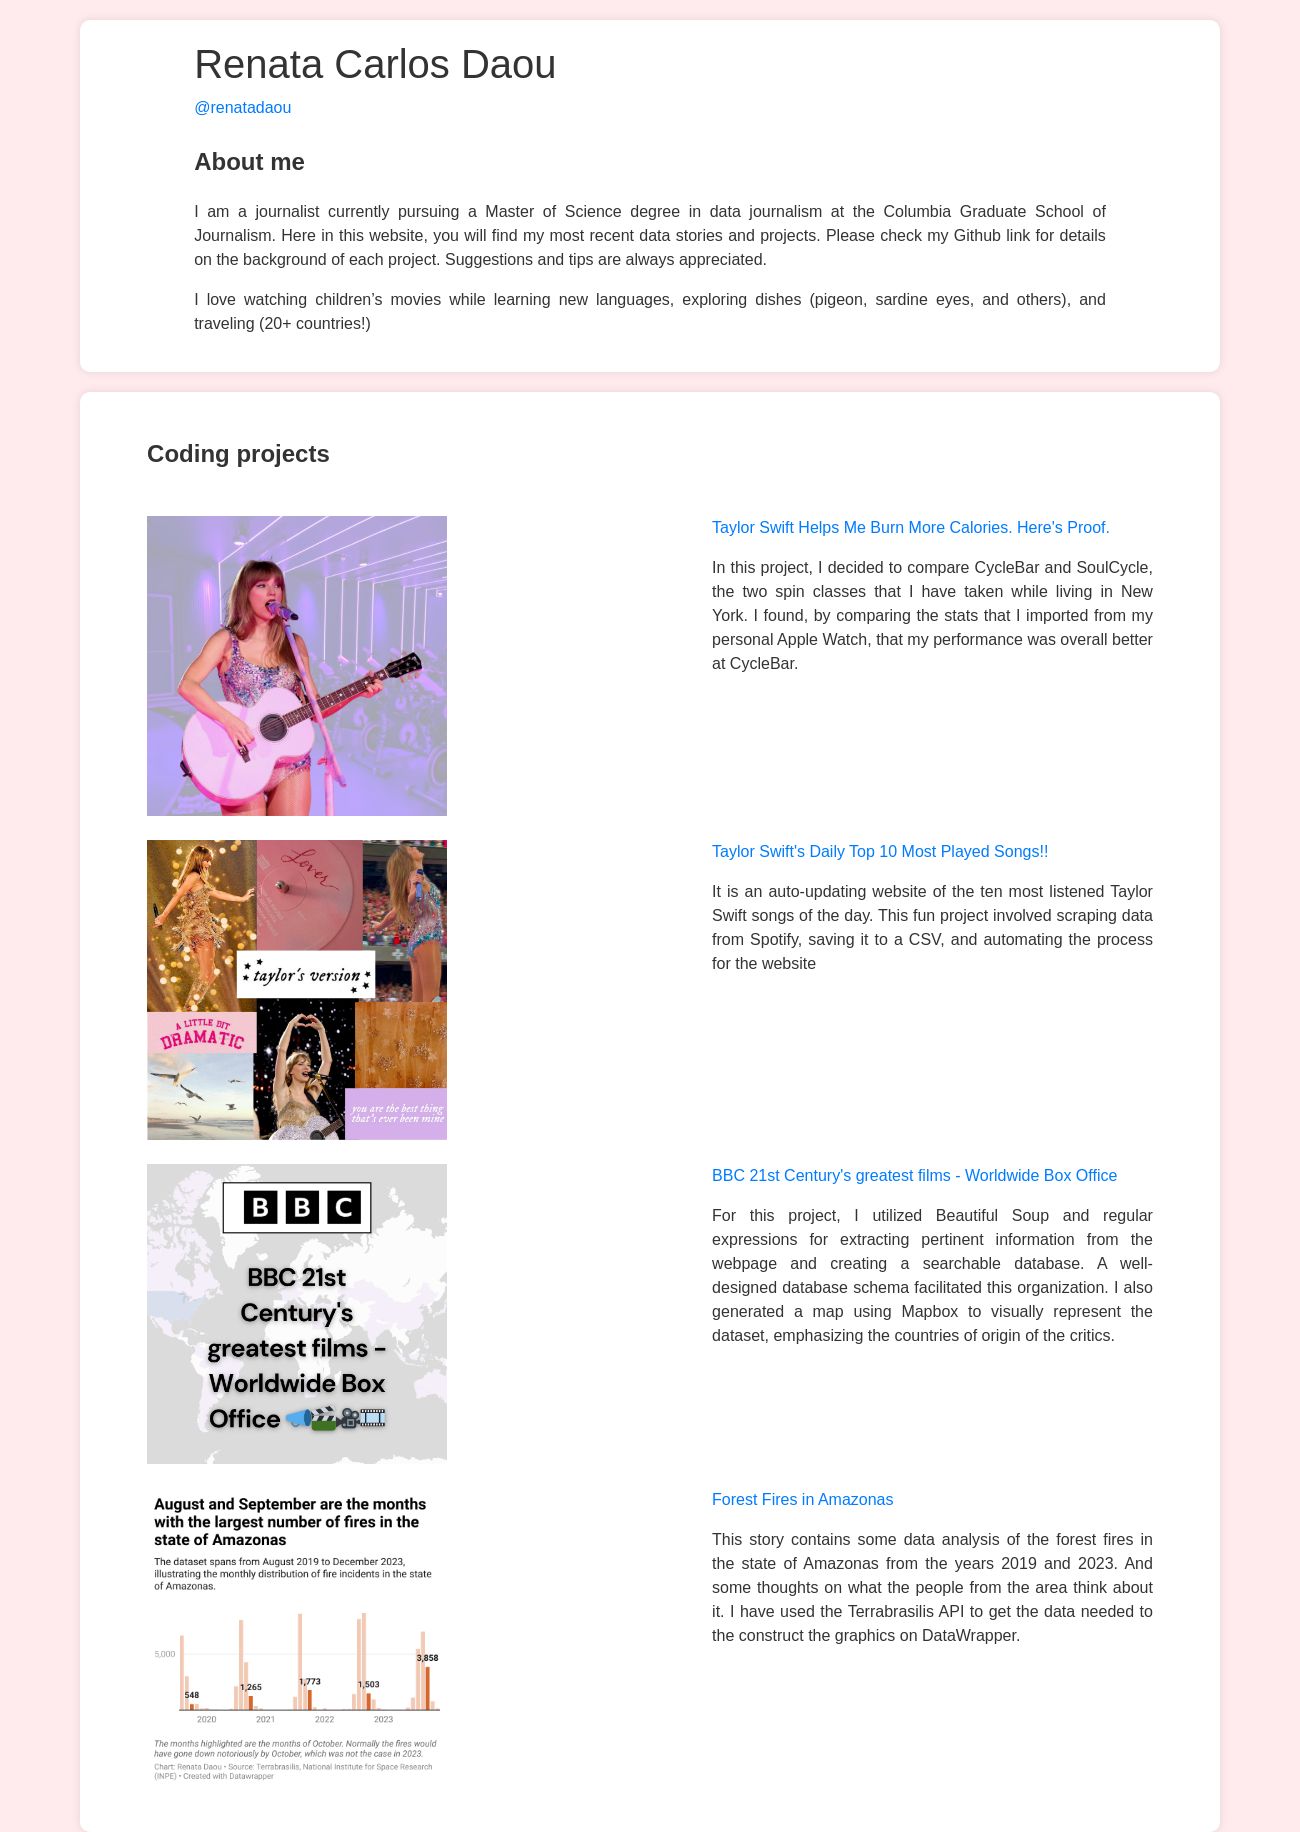 Renata Carlos Daou
@renatadaou
About me
I am a journalist currently pursuing a Master of Science degree in data journalism at the Columbia Graduate School of
Journalism. Here in this website, you will find my most recent data stories and projects. Please check my Github link for details
on the background of each project. Suggestions and tips are always appreciated.
I love watching children’s movies while learning new languages, exploring dishes (pigeon, sardine eyes, and others), and
traveling (20+ countries!)
Coding projects
Taylor Swift Helps Me Burn More Calories. Here's Proof.
In this project, I decided to compare CycleBar and SoulCycle,
the two spin classes that I have taken while living in New
York. I found, by comparing the stats that I imported from my
personal Apple Watch, that my performance was overall better
at CycleBar.
Lover
taylor's version
A LITTLE BIT
DRAMATIC
you are the best thing
that's ever been mine
Taylor Swift's Daily Top 10 Most Played Songs!!
It is an auto-updating website of the ten most listened Taylor
Swift songs of the day. This fun project involved scraping data
from Spotify, saving it to a CSV, and automating the process
for the website
BBC
BBC 21st
Century's
greatest films -
Worldwide Box
Office
BBC 21st Century's greatest films - Worldwide Box Office
For this project, I utilized Beautiful Soup and regular
expressions for extracting pertinent information from the
webpage and creating a searchable database. A well-
designed database schema facilitated this organization. I also
generated a map using Mapbox to visually represent the
dataset, emphasizing the countries of origin of the critics.
August and September are the months
with the largest number of fires in the
state of Amazonas
The dataset spans from August 2019 to December 2023,
illustrating the monthly distribution of fire incidents in the state
of Amazonas.
5,000
548
1,265
1,773
1,503
3,858
2020
2021
2022
2023
The months highlighted are the months of October. Normally the fires would
have gone down notoriously by October, which was not the case in 2023.
Chart: Renata Daou • Source: Terrabrasilis, National Institute for Space Research
(INPE) • Created with Datawrapper
Forest Fires in Amazonas
This story contains some data analysis of the forest fires in
the state of Amazonas from the years 2019 and 2023. And
some thoughts on what the people from the area think about
it. I have used the Terrabrasilis API to get the data needed to
the construct the graphics on DataWrapper.